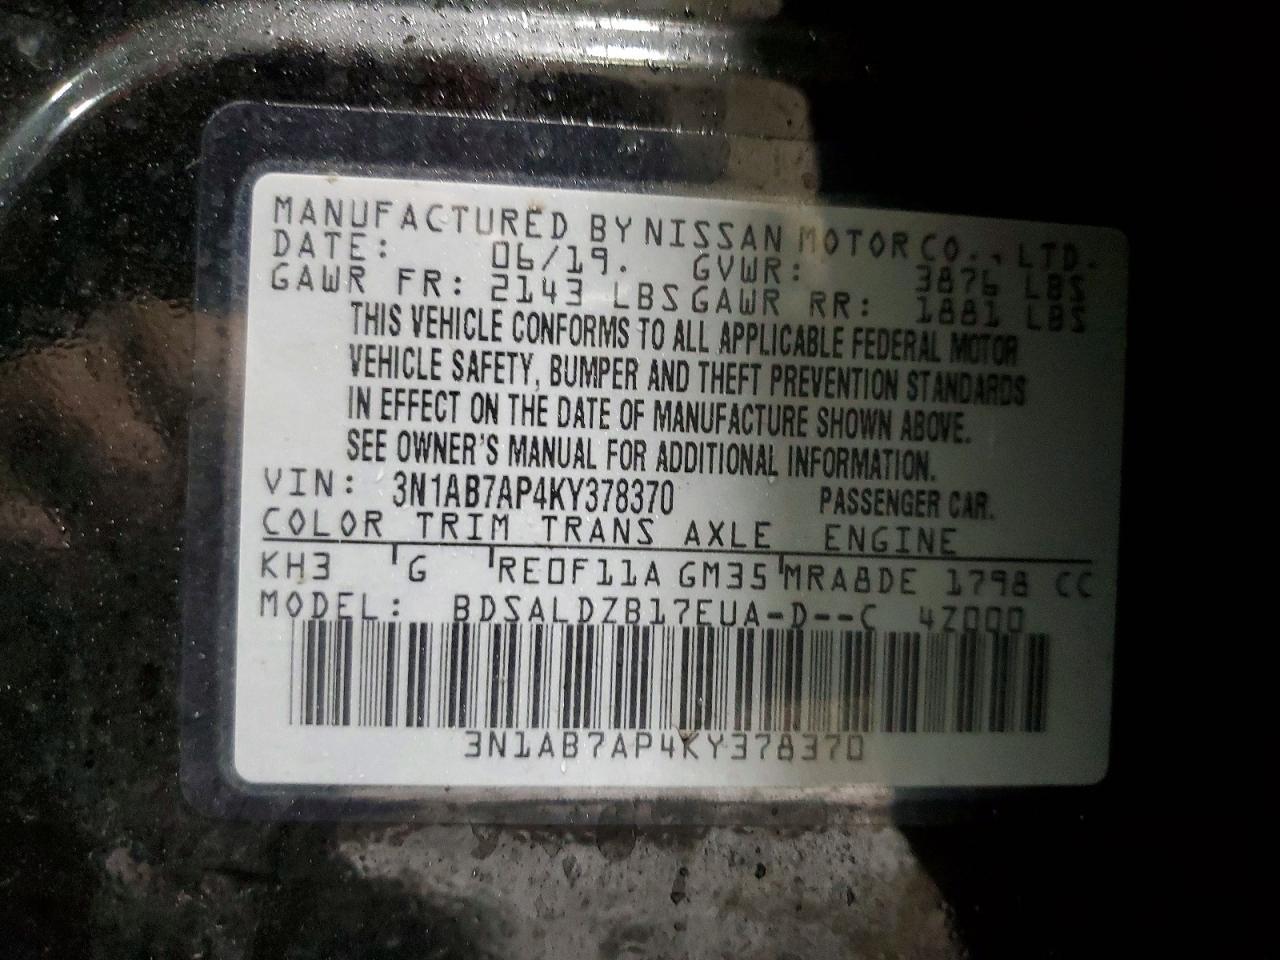 MANUFACTURED BY NISSAN MOTOR CO., LTD.
DATE: 06/19. GVWR: 3876 LBS
GAWR FR: 2143 LBS GAWR RR: 1881 LBS
THIS VEHICLE CONFORMS TO ALL APPLICABLE FEDERAL MOTOR
VEHICLE SAFETY, BUMPER AND THEFT PREVENTION STANDARDS
IN EFFECT ON THE DATE OF MANUFACTURE SHOWN ABOVE.
SEE OWNER'S MANUAL FOR ADDITIONAL INFORMATION.
VIN: 3N1AB7AP4KY378370 PASSENGER CAR.
COLOR TRIM TRANS AXLE ENGINE
KH3 G RE0F11A GM35 MRA8DE 1798 CC
MODEL: BDSALDZB17EUA-D--C 4Z000
3N1AB7AP4KY378370